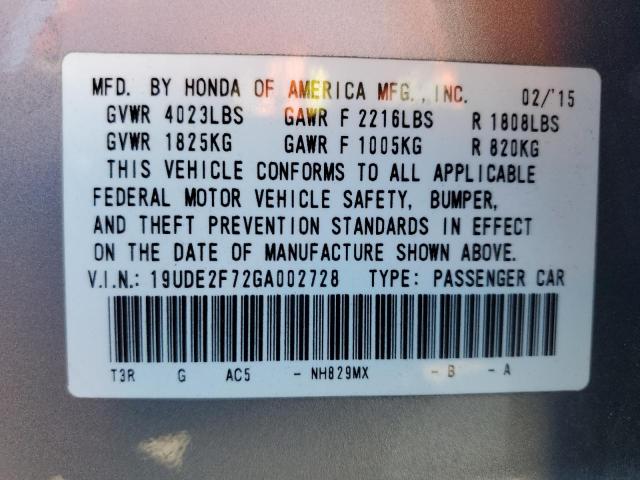 MFD. BY HONDA OF AMERICA MFG., INC. 02/'15
GVWR 4023LBS GAWR F 2216LBS R 1808LBS
GVWR 1825KG GAWR F 1005KG R 820KG
THIS VEHICLE CONFORMS TO ALL APPLICABLE
FEDERAL MOTOR VEHICLE SAFETY, BUMPER,
AND THEFT PREVENTION STANDARDS IN EFFECT
ON THE DATE OF MANUFACTURE SHOWN ABOVE.
V.I.N.: 19UDE2F72GA002728 TYPE: PASSENGER CAR
T3R G AC5 - NH829MX - B - A